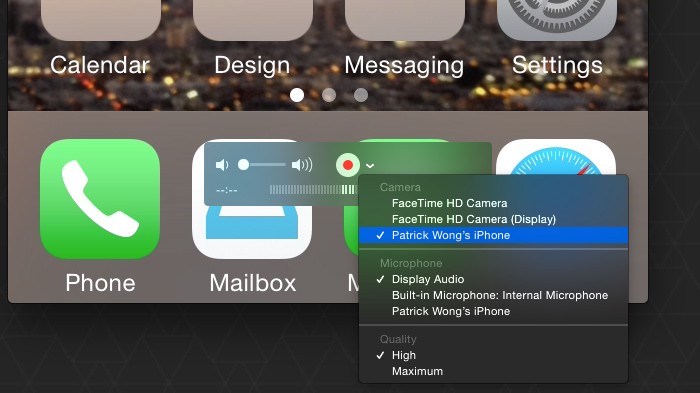 Calendar
Design
Messaging
Settings
--:--
Phone
Mailbox
M
Camera
FaceTime HD Camera
FaceTime HD Camera (Display)
✓ Patrick Wong's iPhone
Microphone
✓ Display Audio
Built-in Microphone: Internal Microphone
Patrick Wong's iPhone
Quality
✓ High
Maximum